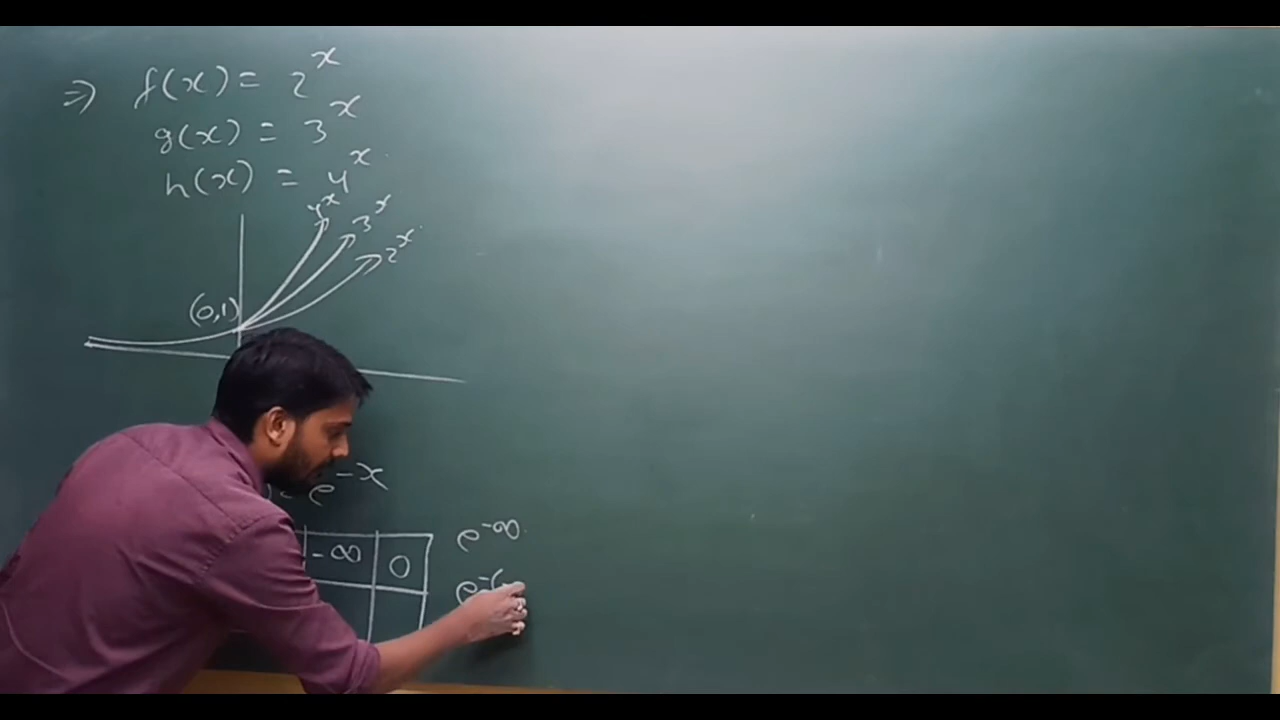 ⇒ f(x) = 2^x
g(x) = 3^x
h(x) = 4^x
4^x 3^x 2^x
(0,1)
) = e^-x
-∞ 0
e^-∞
e^-(